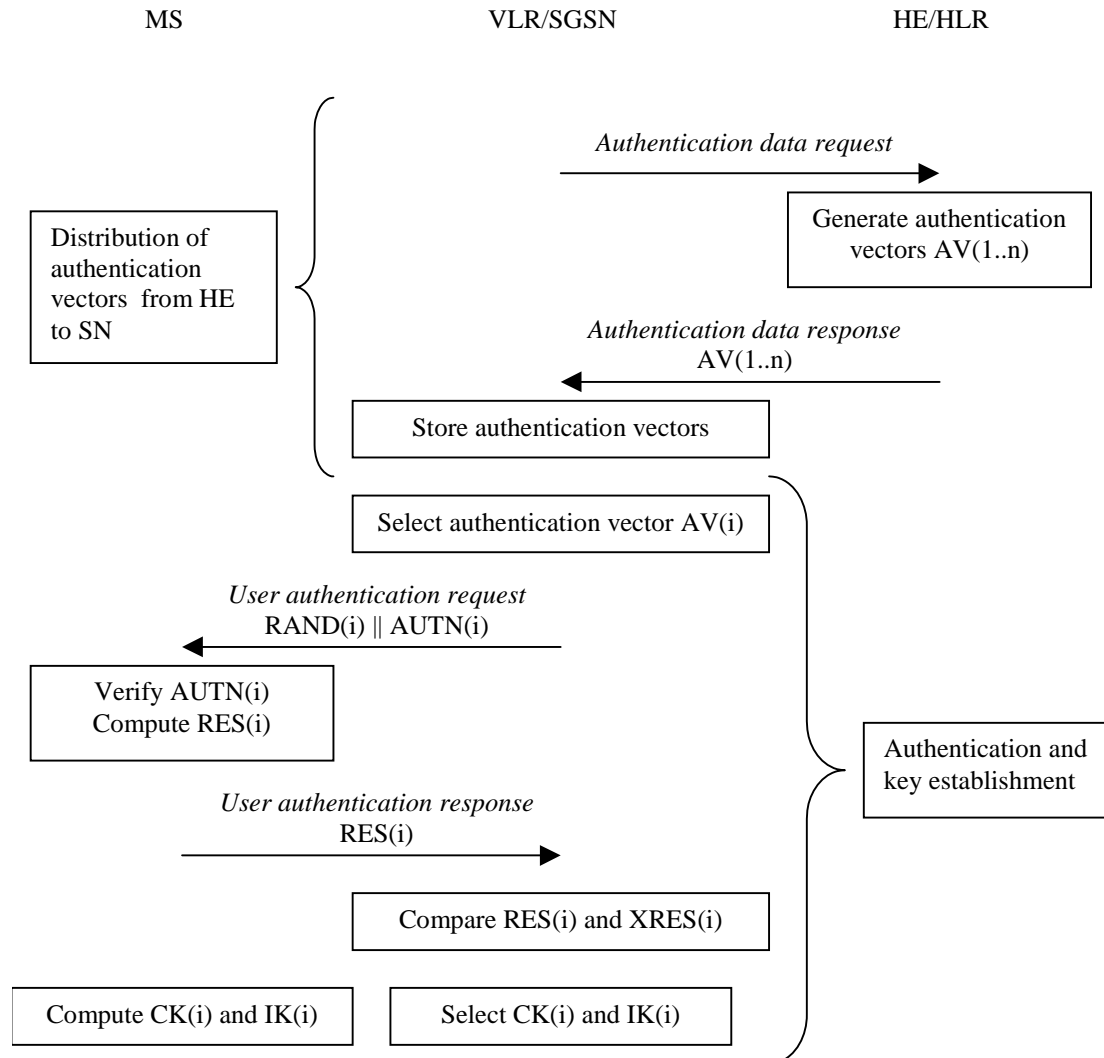 MS
VLR/SGSN
HE/HLR
Authentication data request
Generate authentication
vectors AV(1..n)
Distribution of
authentication
vectors from HE
to SN
Authentication data response
AV(1..n)
Store authentication vectors
Select authentication vector AV(i)
User authentication request
RAND(i) || AUTN(i)
Verify AUTN(i)
Compute RES(i)
Authentication and
key establishment
User authentication response
RES(i)
Compare RES(i) and XRES(i)
Compute CK(i) and IK(i)
Select CK(i) and IK(i)